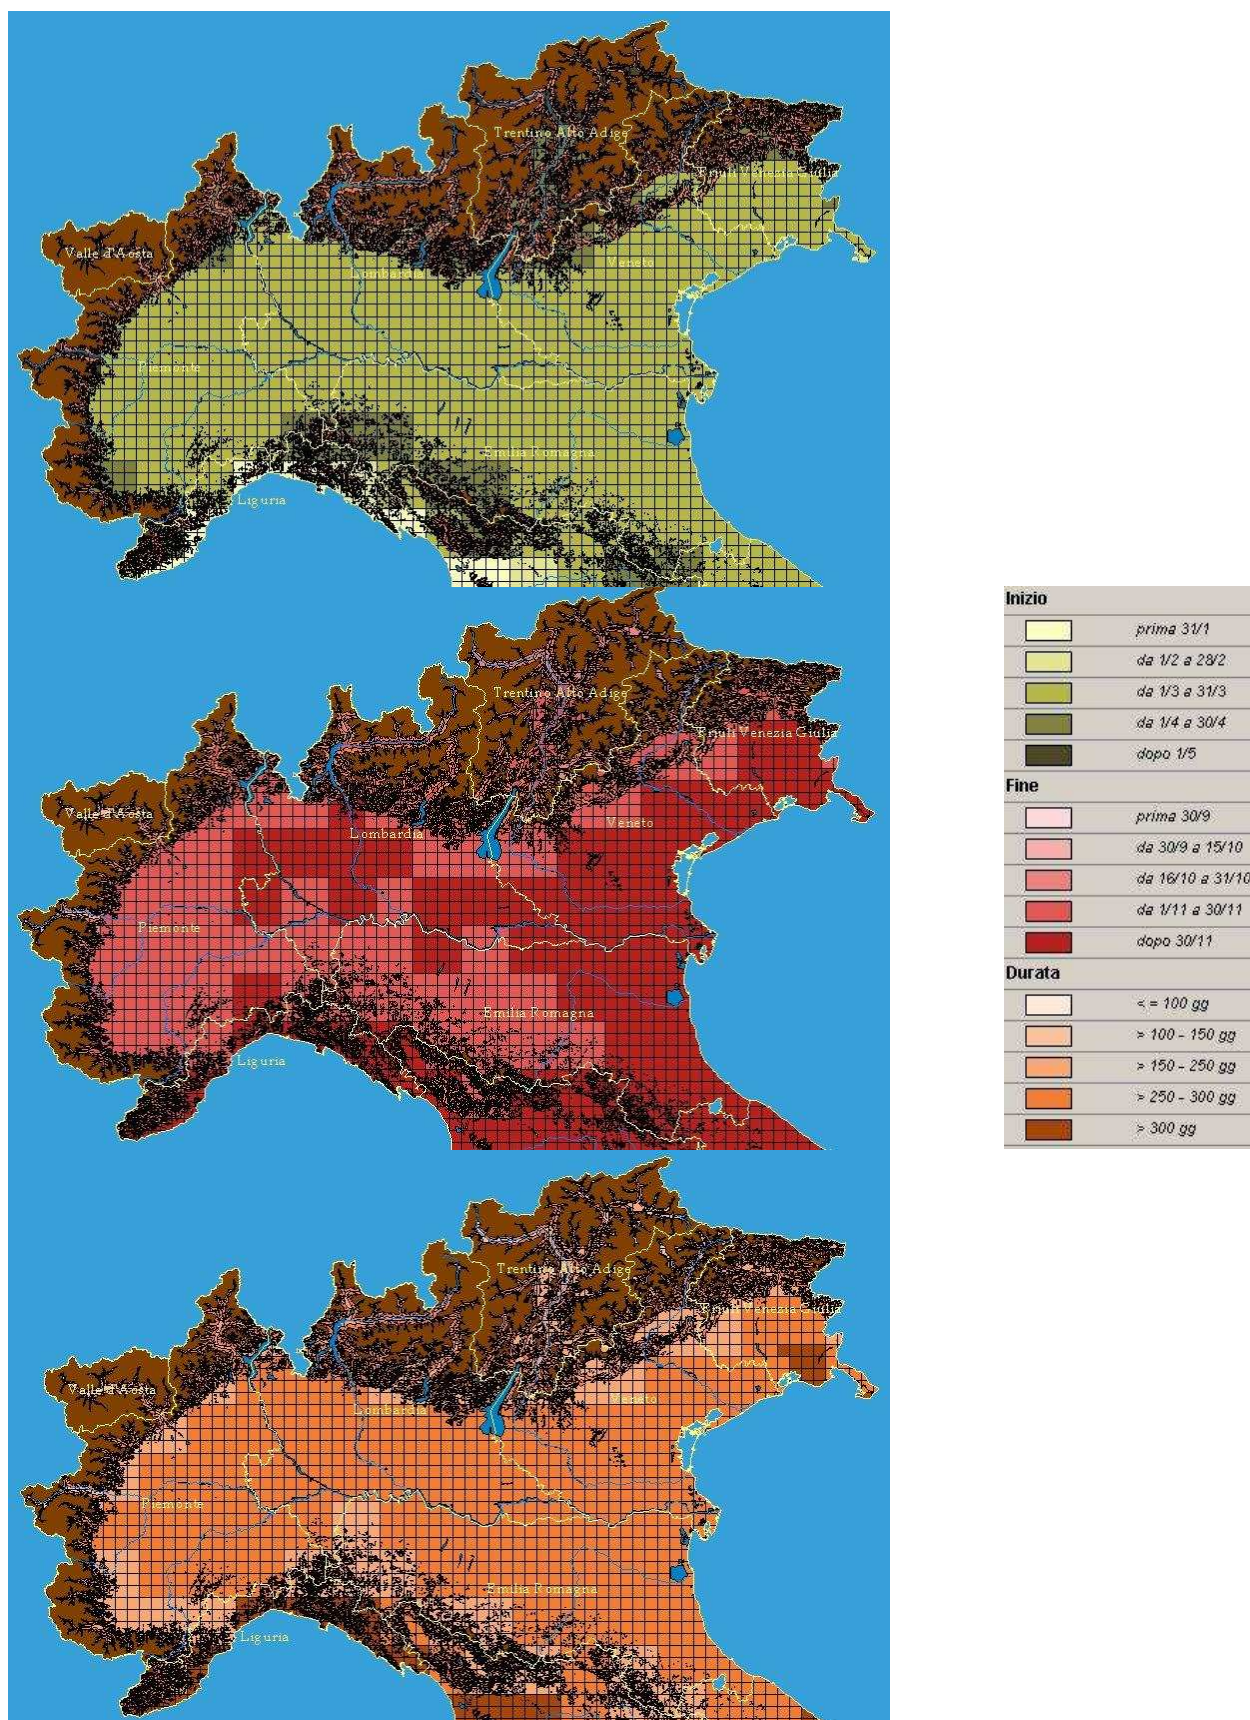 Trentino Alto Adige
Friuli Venezia Giulia
Valle d'Aosta
Lombardia
Veneto
Piemonte
Emilia Romagna
Liguria
Trentino Alto Adige
Friuli Venezia Giulia
Valle d'Aosta
Lombardia
Veneto
Piemonte
Emilia Romagna
Liguria
Trentino Alto Adige
Friuli Venezia Giulia
Valle d'Aosta
Lombardia
Veneto
Piemonte
Emilia Romagna
Liguria
Inizio
prima 31/1
da 1/2 a 28/2
da 1/3 a 31/3
da 1/4 a 30/4
dopo 1/5
Fine
prima 30/9
da 30/9 a 15/10
da 16/10 a 31/10
da 1/11 a 30/11
dopo 30/11
Durata
< = 100 gg
> 100 - 150 gg
> 150 - 250 gg
> 250 - 300 gg
> 300 gg